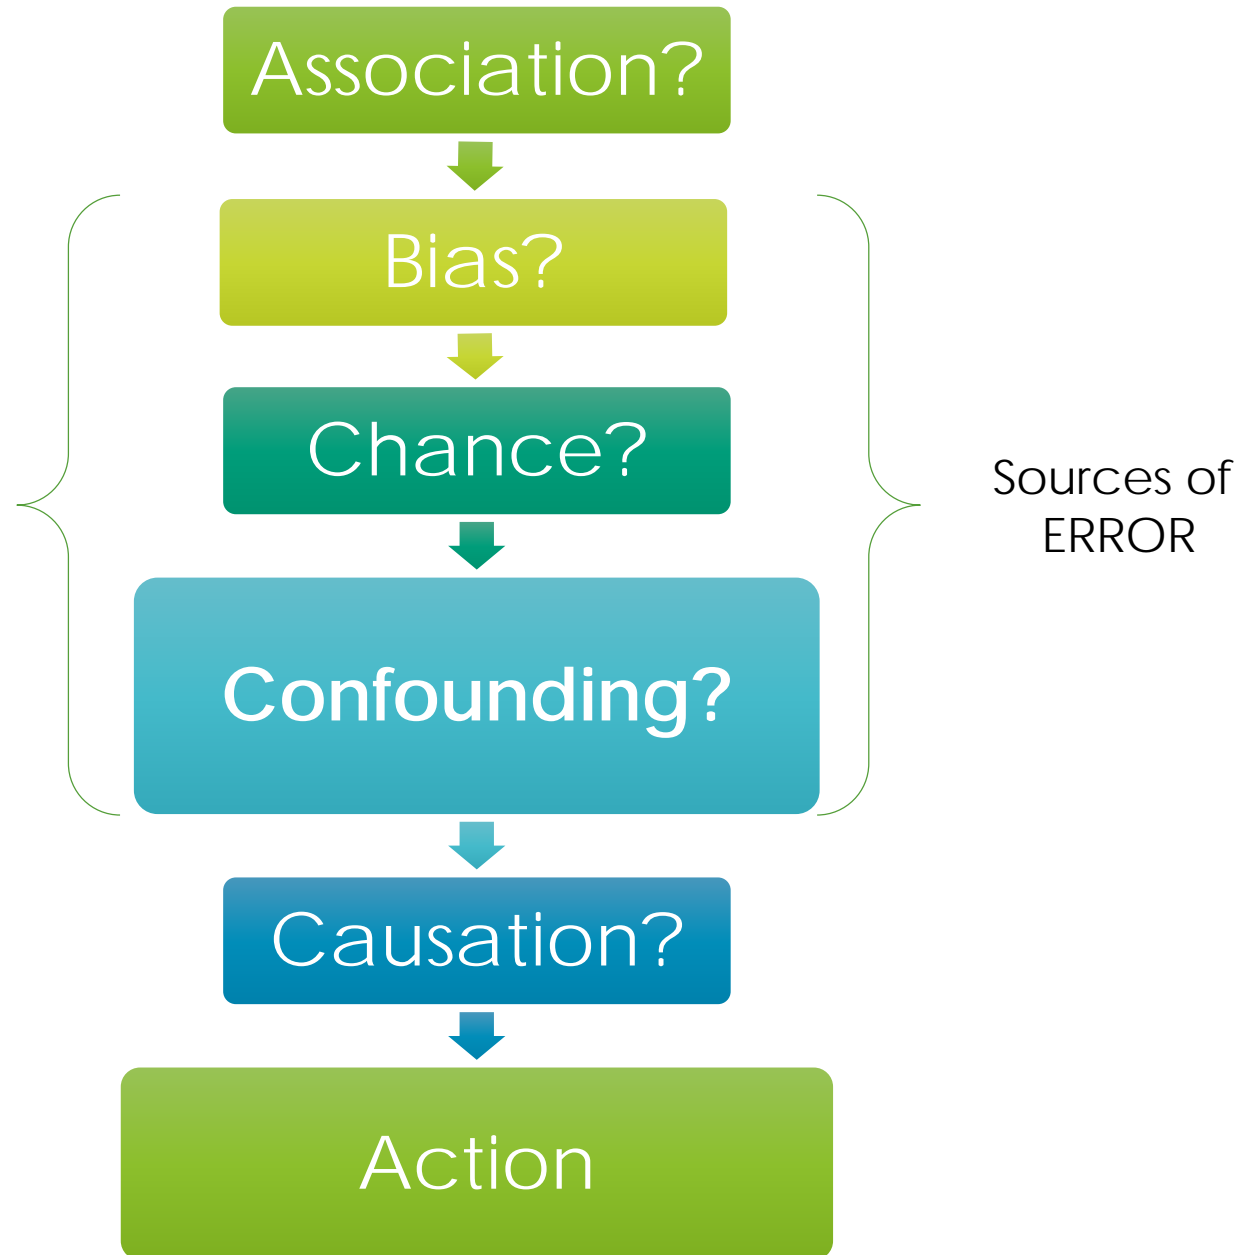 Association?
Bias?
Chance?
Sources of
ERROR
Confounding?
Causation?
Action